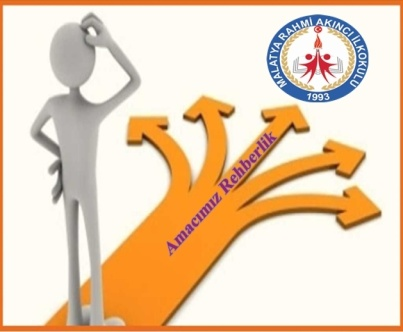 MALATYA RAHMİ AKINCI İLKOKULU
1993
Amacımız Rehberlik